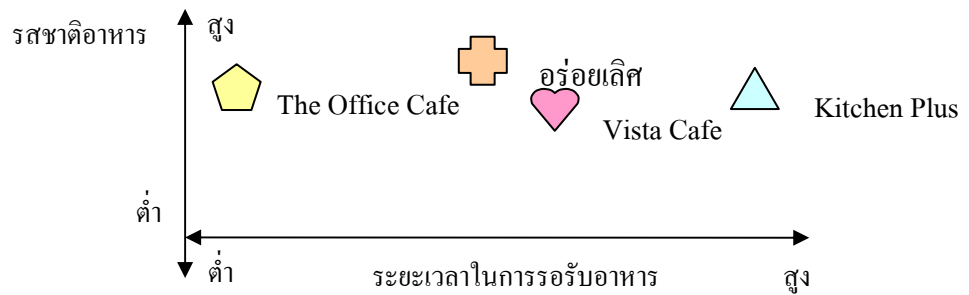 รสชาติอาหาร
สูง
อร่อยเลิศ
The Office Cafe
Vista Cafe
Kitchen Plus
ต่ำ
ต่ำ
ระยะเวลาในการรอรับอาหาร
สูง